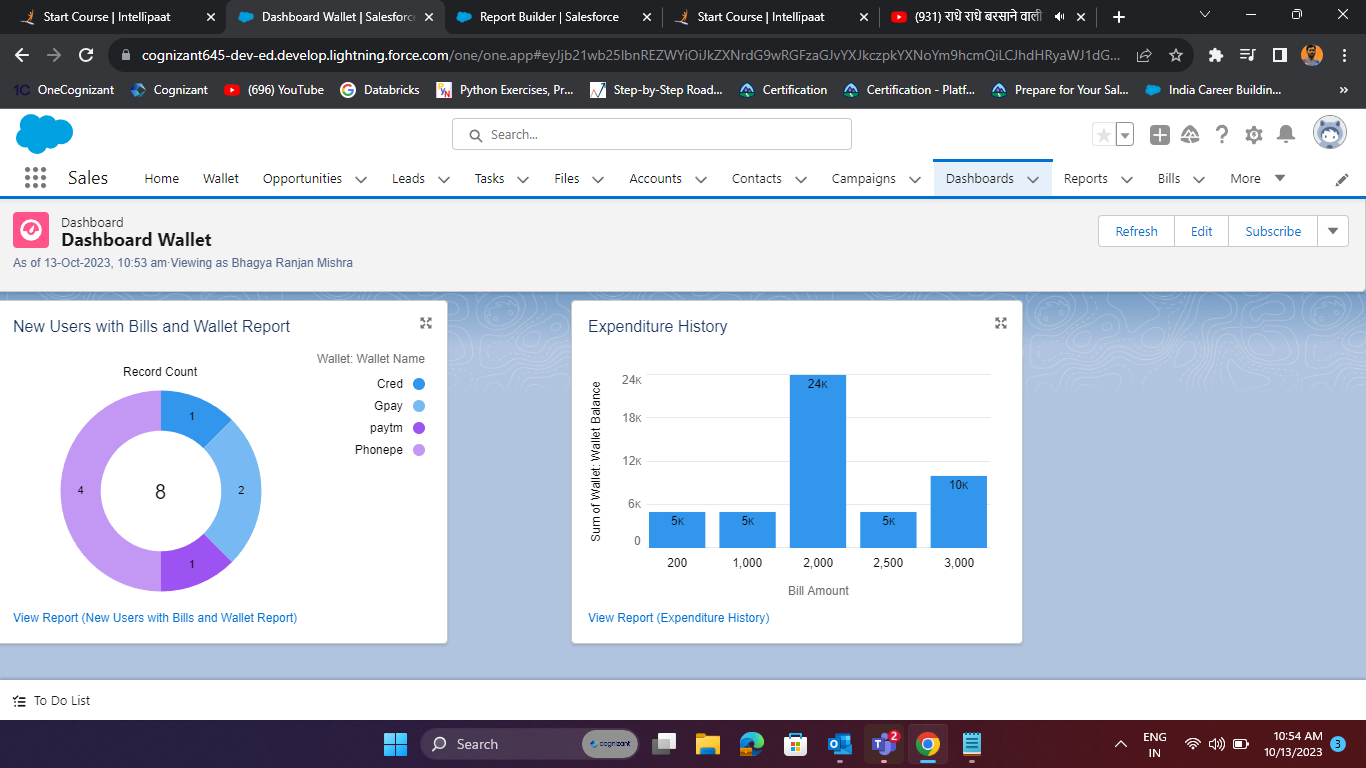 Start Course | Intellipaat
Dashboard Wallet | Salesforc
Report Builder | Salesforce
Start Course | Intellipaat
(931) राधे राधे बरसाने वाली
cognizant645-dev-ed.develop.lightning.force.com/one/one.app#eyJjb21wb25lbnREZWYiOiJkZXNrdG9wRGFzaGJvYXJkczpkYXNoYm9hcmQiLCJhdHRyaWJ1dG...
1C OneCognizant
Cognizant
(696) YouTube
Databricks
Python Exercises, Pr...
Step-by-Step Road...
Certification
Certification - Platf...
Prepare for Your Sal...
India Career Buildin...
»
Search...
Sales
Home
Wallet
Opportunities
Leads
Tasks
Files
Accounts
Contacts
Campaigns
Dashboards
Reports
Bills
More
Dashboard
Dashboard Wallet
As of 13-Oct-2023, 10:53 am·Viewing as Bhagya Ranjan Mishra
Refresh
Edit
Subscribe
New Users with Bills and Wallet Report
Record Count
Wallet: Wallet Name
Cred
Gpay
paytm
Phonepe
1
2
1
4
8
View Report (New Users with Bills and Wallet Report)
Expenditure History
Sum of Wallet: Wallet Balance
24K
18K
12K
6K
0
5K
5K
24K
5K
10K
200
1,000
2,000
2,500
3,000
Bill Amount
View Report (Expenditure History)
To Do List
Search
cognizant
2
ENG
IN
10:54 AM
10/13/2023
3